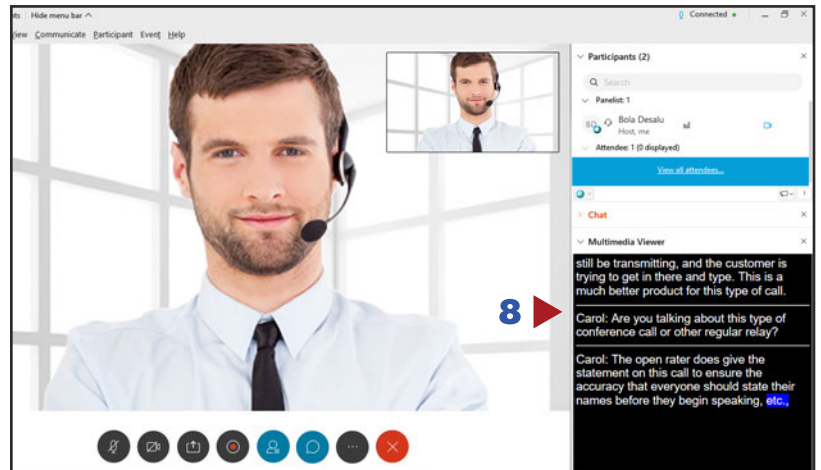 Hide menu bar ^
Connected
Communicate Participant Event Help
Participants (2)
Search
Panelist: 1
BD
Bola Desalu
Host, me
Attendee: 1 (0 displayed)
View all attendees...
Chat
Multimedia Viewer
still be transmitting, and the customer is
trying to get in there and type. This is a
much better product for this type of call.
8
Carol: Are you talking about this type of
conference call or other regular relay?
Carol: The open rater does give the
statement on this call to ensure the
accuracy that everyone should state their
names before they begin speaking, etc.,